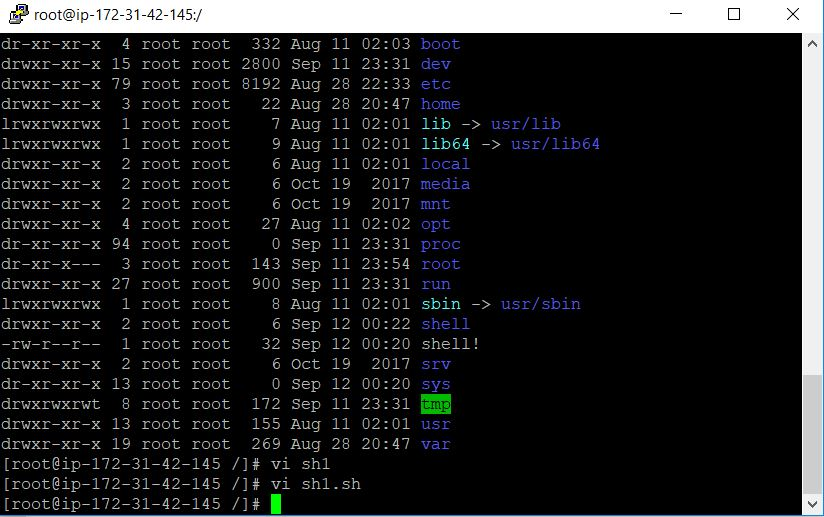 root@ip-172-31-42-145:/
dr-xr-xr-x  4 root root  332 Aug 11 02:03 boot
drwxr-xr-x 15 root root 2800 Sep 11 23:31 dev
drwxr-xr-x 79 root root 8192 Aug 28 22:33 etc
drwxr-xr-x  3 root root   22 Aug 28 20:47 home
lrwxrwxrwx  1 root root    7 Aug 11 02:01 lib -> usr/lib
lrwxrwxrwx  1 root root    9 Aug 11 02:01 lib64 -> usr/lib64
drwxr-xr-x  2 root root    6 Aug 11 02:01 local
drwxr-xr-x  2 root root    6 Oct 19  2017 media
drwxr-xr-x  2 root root    6 Oct 19  2017 mnt
drwxr-xr-x  4 root root   27 Aug 11 02:02 opt
dr-xr-xr-x 94 root root    0 Sep 11 23:31 proc
dr-xr-x---  3 root root  143 Sep 11 23:54 root
drwxr-xr-x 27 root root  900 Sep 11 23:31 run
lrwxrwxrwx  1 root root    8 Aug 11 02:01 sbin -> usr/sbin
drwxr-xr-x  2 root root    6 Sep 12 00:22 shell
-rw-r--r--  1 root root   32 Sep 12 00:20 shell!
drwxr-xr-x  2 root root    6 Oct 19  2017 srv
dr-xr-xr-x 13 root root    0 Sep 12 00:20 sys
drwxrwxrwt  8 root root  172 Sep 11 23:31 tmp
drwxr-xr-x 13 root root  155 Aug 11 02:01 usr
drwxr-xr-x 19 root root  269 Aug 28 20:47 var
[root@ip-172-31-42-145 /]# vi sh1
[root@ip-172-31-42-145 /]# vi sh1.sh
[root@ip-172-31-42-145 /]#